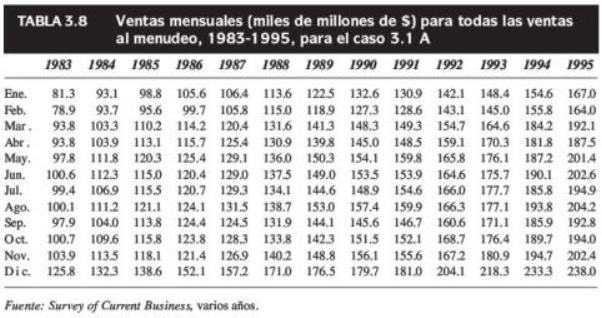 TABLA 3.8 Ventas mensuales (miles de millones de $) para todas las ventas
al menudeo, 1983-1995, para el caso 3.1 A
1983 1984 1985 1986 1987 1988 1989 1990 1991 1992 1993 1994 1995
Ene. 81.3 93.1 98.8 105.6 106.4 113.6 122.5 132.6 130.9 142.1 148.4 154.6 167.0
Feb. 78.9 93.7 95.6 99.7 105.8 115.0 118.9 127.3 128.6 143.1 145.0 155.8 164.0
Mar. 93.8 103.3 110.2 114.2 120.4 131.6 141.3 148.3 149.3 154.7 164.6 184.2 192.1
Abr. 93.8 103.9 113.1 115.7 125.4 130.9 139.8 145.0 148.5 159.1 170.3 181.8 187.5
May. 97.8 111.8 120.3 125.4 129.1 136.0 150.3 154.1 159.8 165.8 176.1 187.2 201.4
Jun. 100.6 112.3 115.0 120.4 129.0 137.5 149.0 153.5 153.9 164.6 175.7 190.1 202.6
Jul. 99.4 106.9 115.5 120.7 129.3 134.1 144.6 148.9 154.6 166.0 177.7 185.8 194.9
Ago. 100.1 111.2 121.1 124.1 131.5 138.7 153.0 157.4 159.9 166.3 177.1 193.8 204.2
Sep. 97.9 104.0 113.8 124.4 124.5 131.9 144.1 145.6 146.7 160.6 171.1 185.9 192.8
Oct. 100.7 109.6 115.8 123.8 128.3 133.8 142.3 151.5 152.1 168.7 176.4 189.7 194.0
Nov. 103.9 113.5 118.1 121.4 126.9 140.2 148.8 156.1 155.6 167.2 180.9 194.7 202.4
Dic. 125.8 132.3 138.6 152.1 157.2 171.0 176.5 179.7 181.0 204.1 218.3 233.3 238.0
Fuente: Survey of Current Business, varios años.